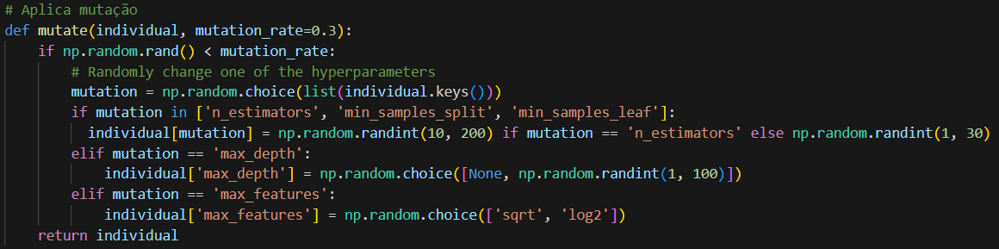 # Aplica mutação
def mutate(individual, mutation_rate=0.3):
    if np.random.rand() < mutation_rate:
        # Randomly change one of the hyperparameters
        mutation = np.random.choice(list(individual.keys()))
        if mutation in ['n_estimators', 'min_samples_split', 'min_samples_leaf']:
          individual[mutation] = np.random.randint(10, 200) if mutation == 'n_estimators' else np.random.randint(1, 30)
        elif mutation == 'max_depth':
            individual['max_depth'] = np.random.choice([None, np.random.randint(1, 100)])
        elif mutation == 'max_features':
            individual['max_features'] = np.random.choice(['sqrt', 'log2'])
    return individual